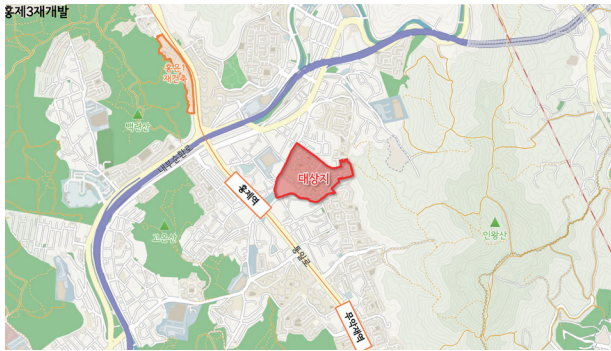 홍제3재개발
홍은1
재건축
백련산
내부순환로
대상지
홍제역
고은산
통일로
인왕산
무악재역